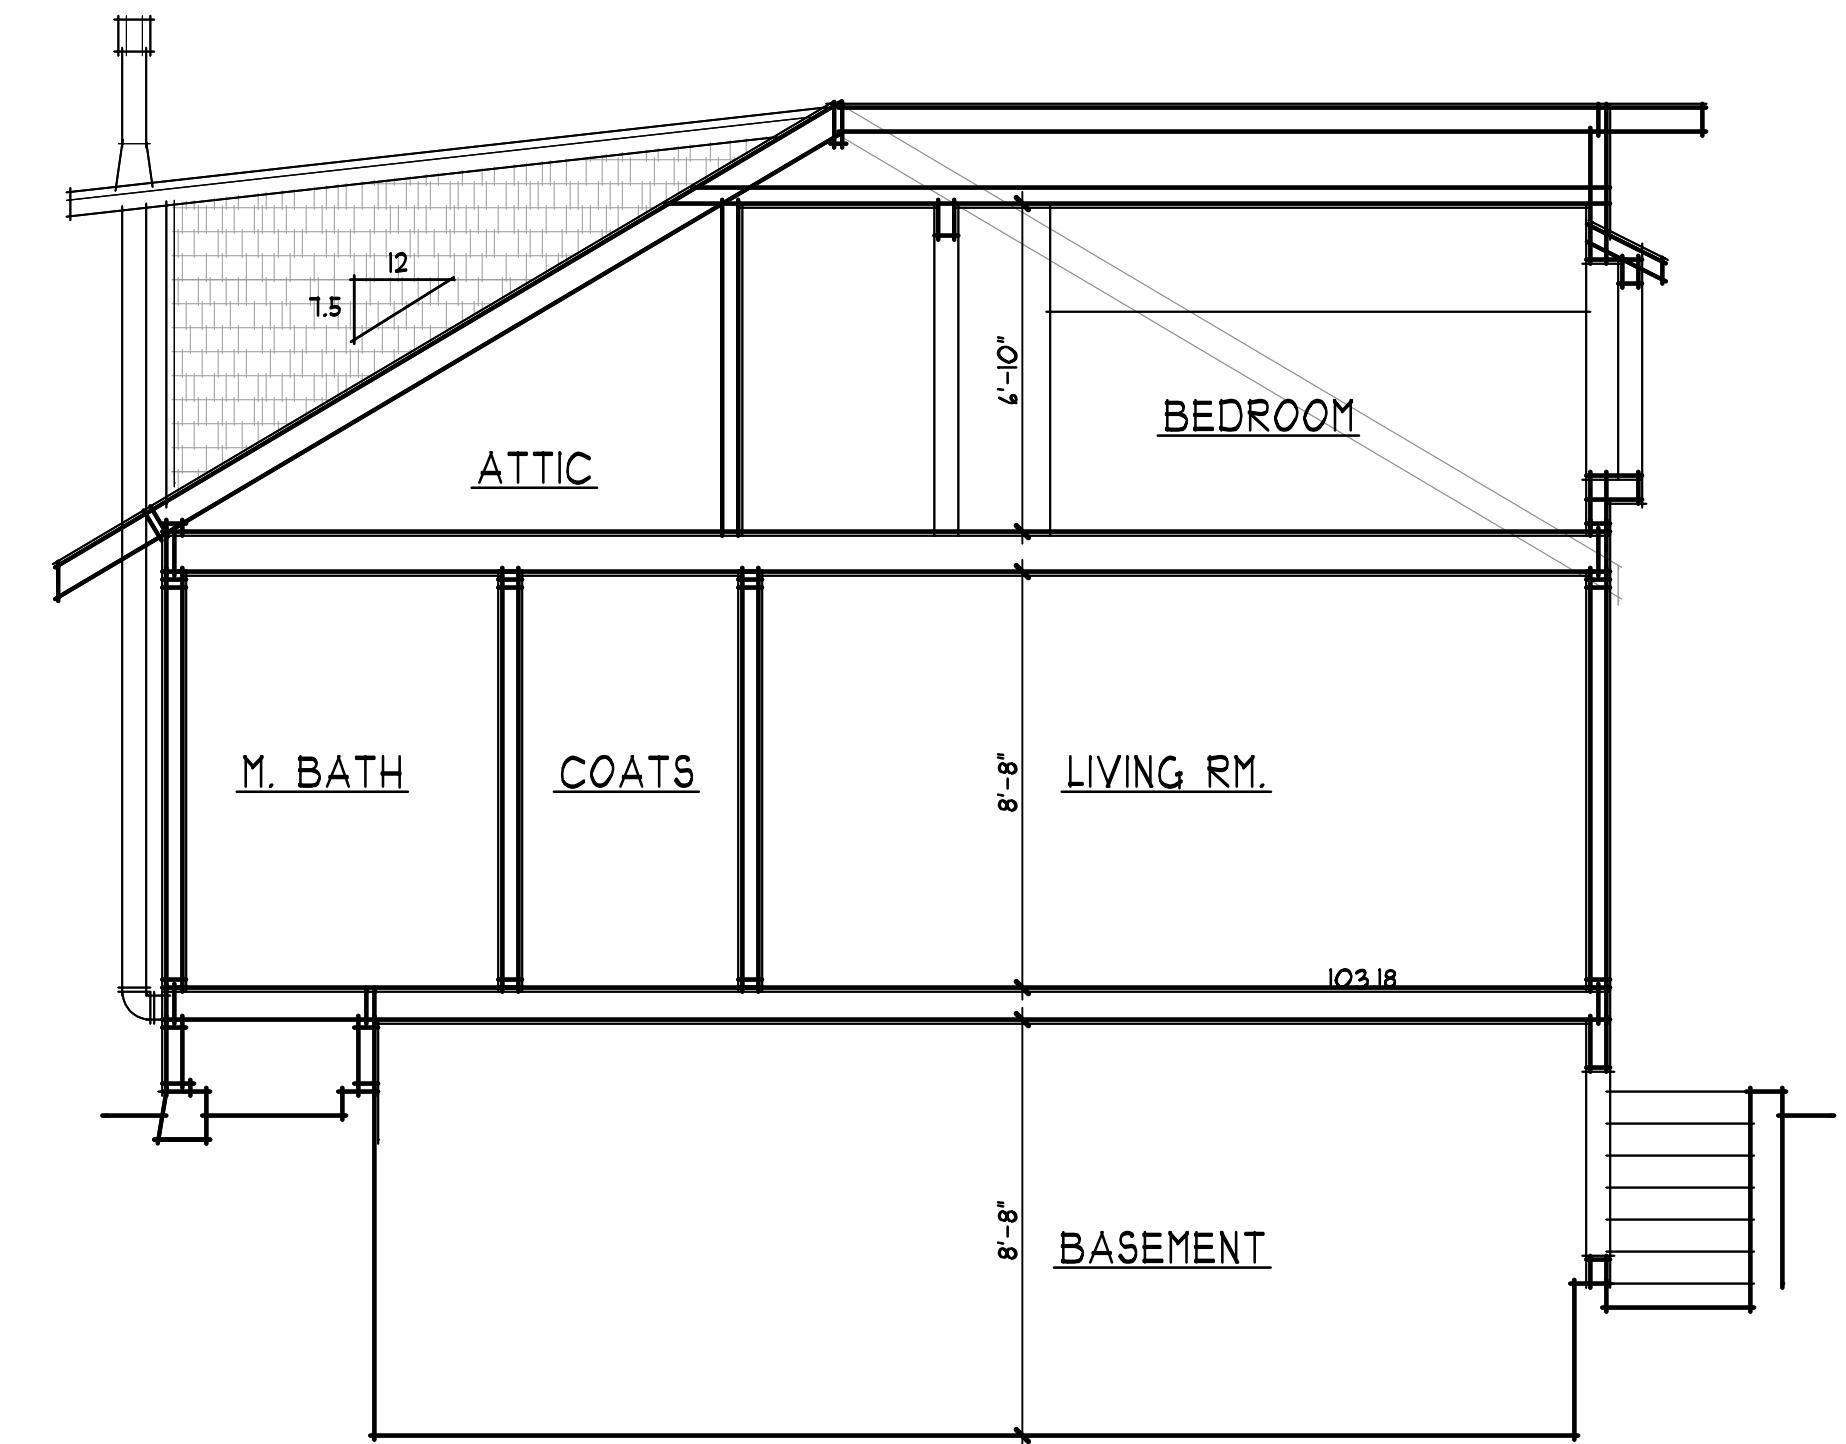 12
7.5
6'-10"
BEDROOM
ATTIC
M. BATH
COATS
8'-8"
LIVING RM.
103.18
8'-8"
BASEMENT